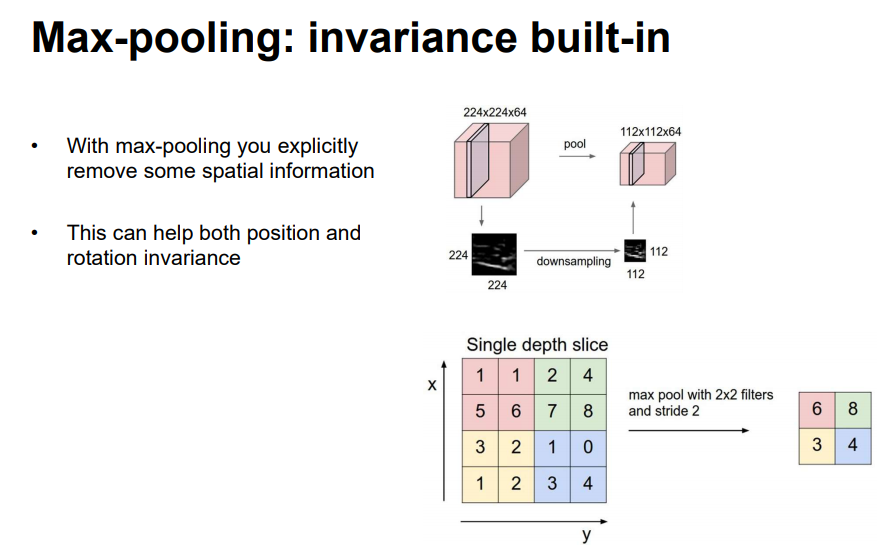 Max-pooling: invariance built-in
• With max-pooling you explicitly
remove some spatial information
• This can help both position and
rotation invariance
224x224x64
pool
112x112x64
224
224
downsampling
112
112
Single depth slice
x
1 1 2 4
5 6 7 8
3 2 1 0
1 2 3 4
y
max pool with 2x2 filters
and stride 2
6 8
3 4